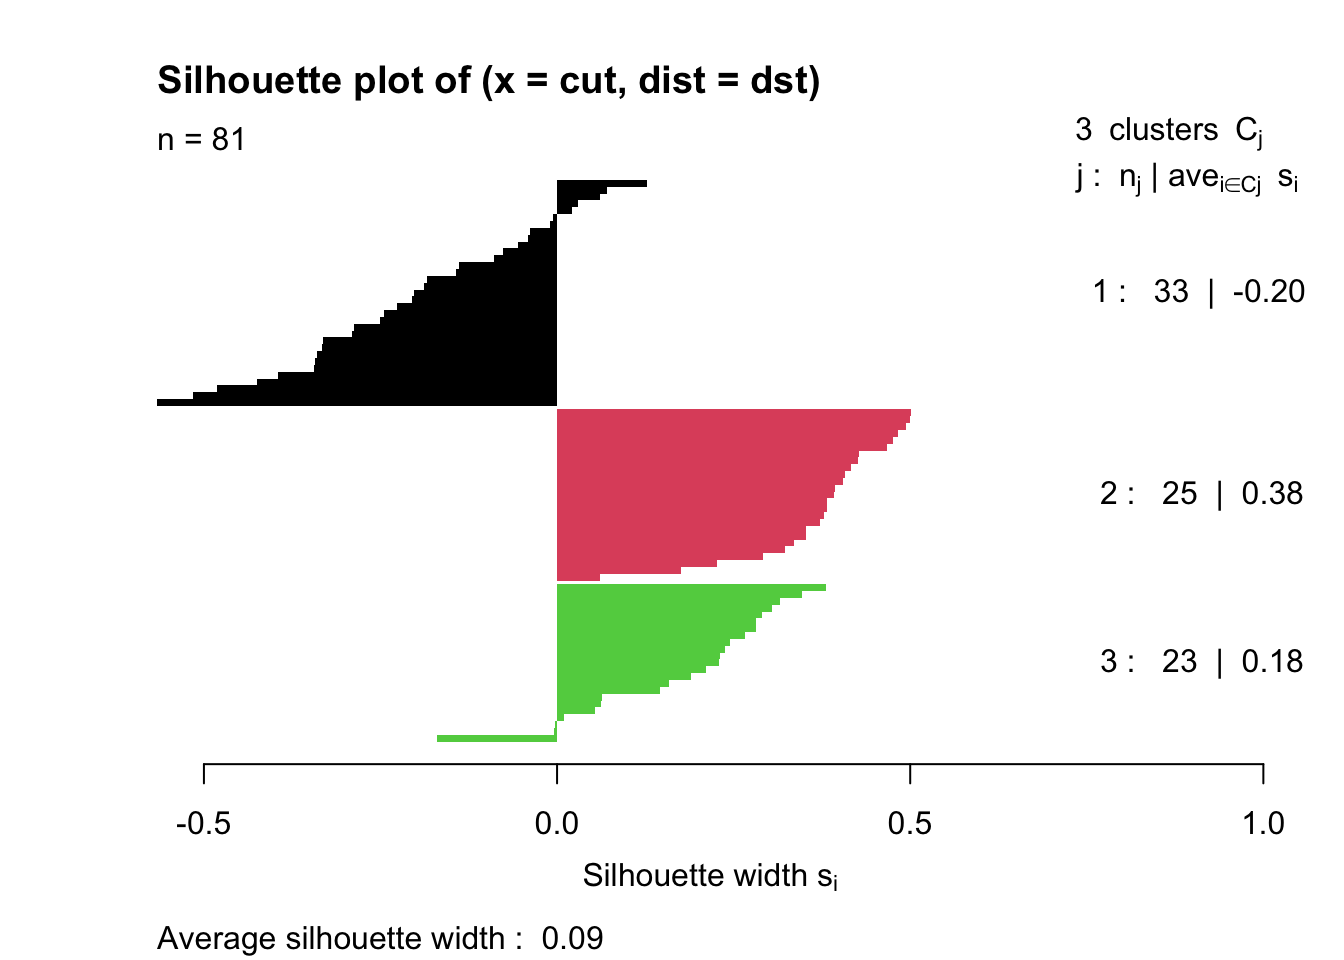 Silhouette plot of (x = cut, dist = dst)
n = 81
3 clusters Cj
j : nj | avei∈Cj si
1 : 33 | -0.20
2 : 25 | 0.38
3 : 23 | 0.18
-0.5 0.0 0.5 1.0
Silhouette width si
Average silhouette width : 0.09